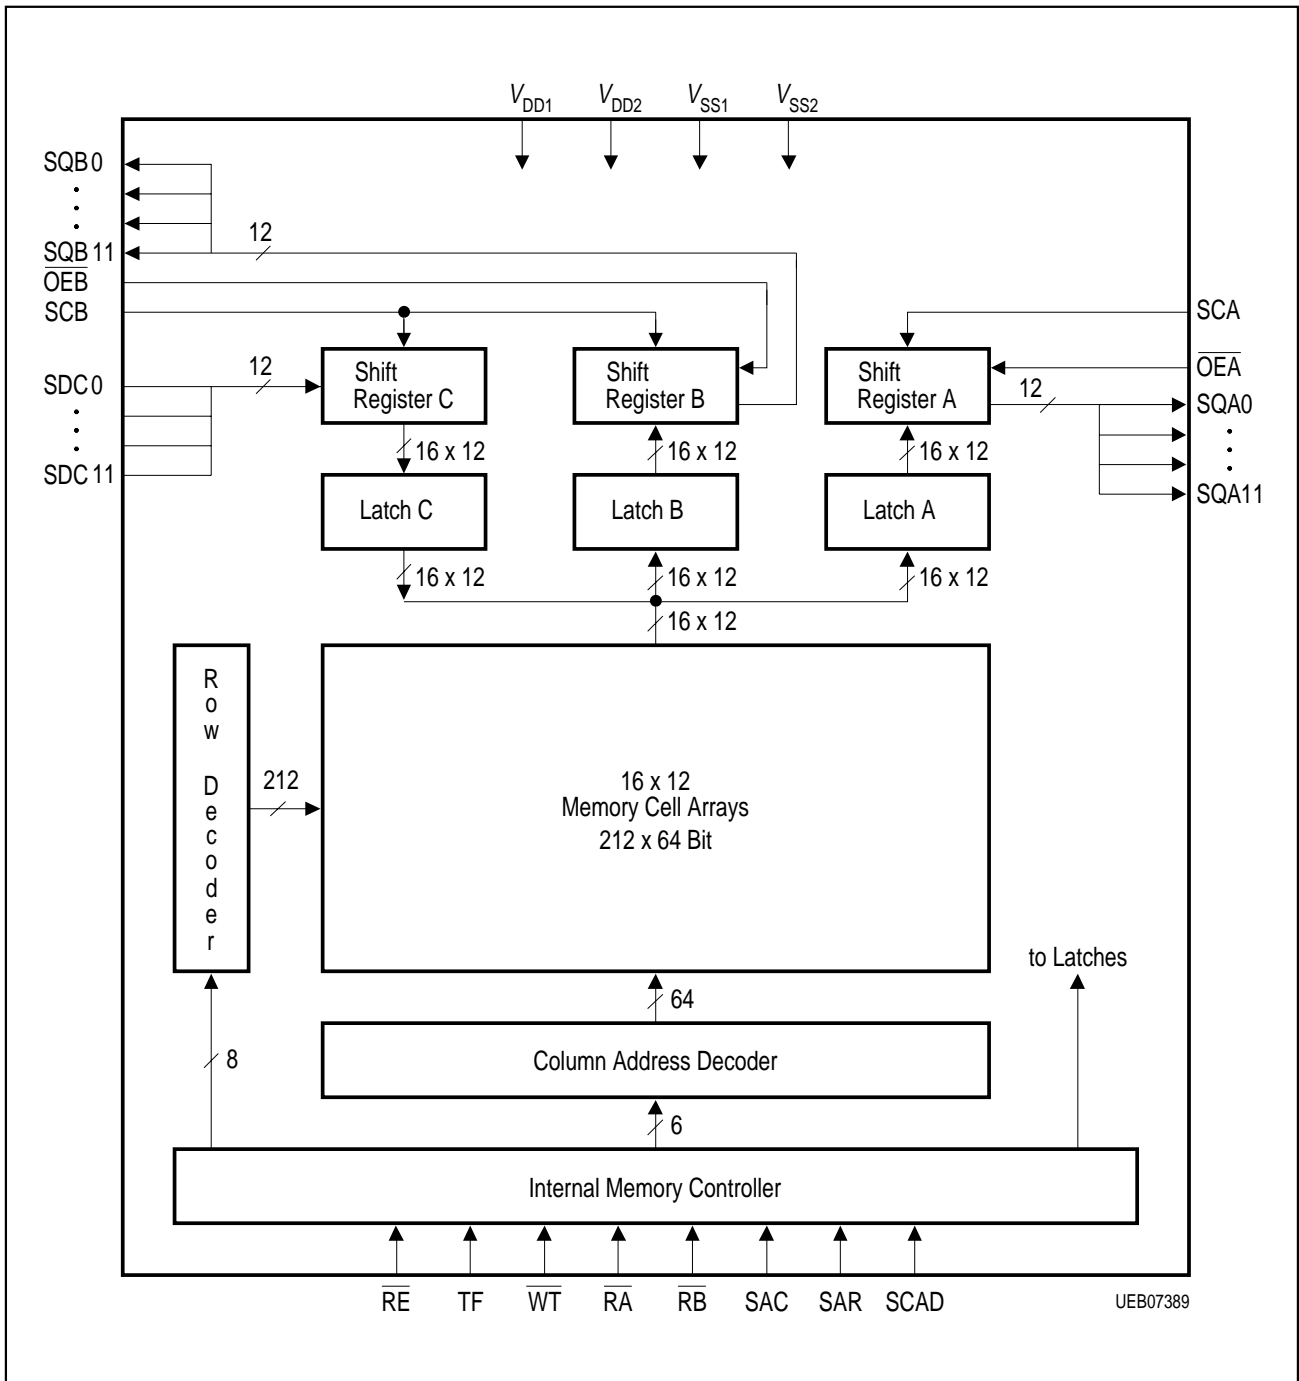 VDD1 VDD2 VSS1 VSS2
SQB0
SQB11
12
OEB
SCB
SCA
SDC0
SDC11
12
Shift
Register C
Shift
Register B
Shift
Register A
OEA
12
SQA0
SQA11
16 x 12
16 x 12
16 x 12
Latch C
Latch B
Latch A
16 x 12
16 x 12
16 x 12
16 x 12
Row Decoder
212
16 x 12
Memory Cell Arrays
212 x 64 Bit
to Latches
64
8
Column Address Decoder
6
Internal Memory Controller
RE TF WT RA RB SAC SAR SCAD
UEB07389